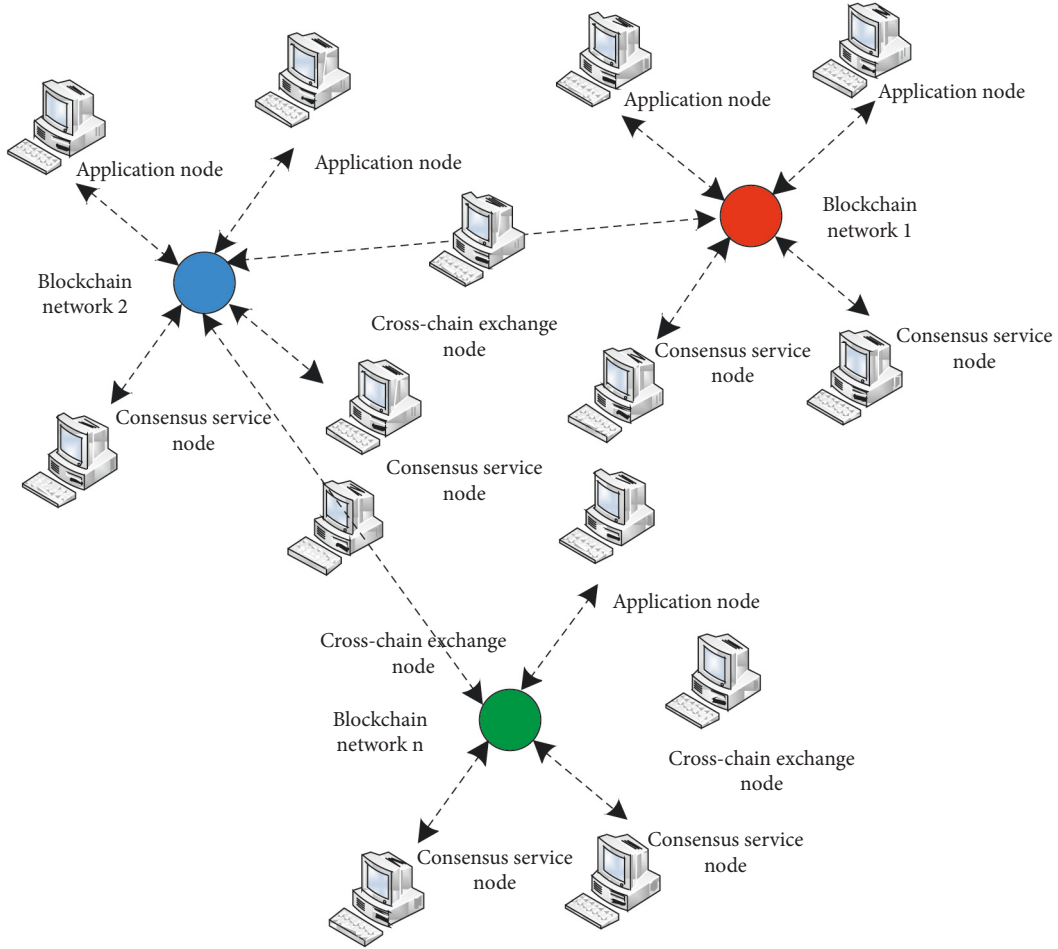 Application node
Application node
Application node
Application node
Blockchain
network 1
Blockchain
network 2
Cross-chain exchange
node
Consensus service
node
Consensus service
node
Consensus service
node
Consensus service
node
Application node
Cross-chain exchange
node
Blockchain
network n
Cross-chain exchange
node
Consensus service
node
Consensus service
node